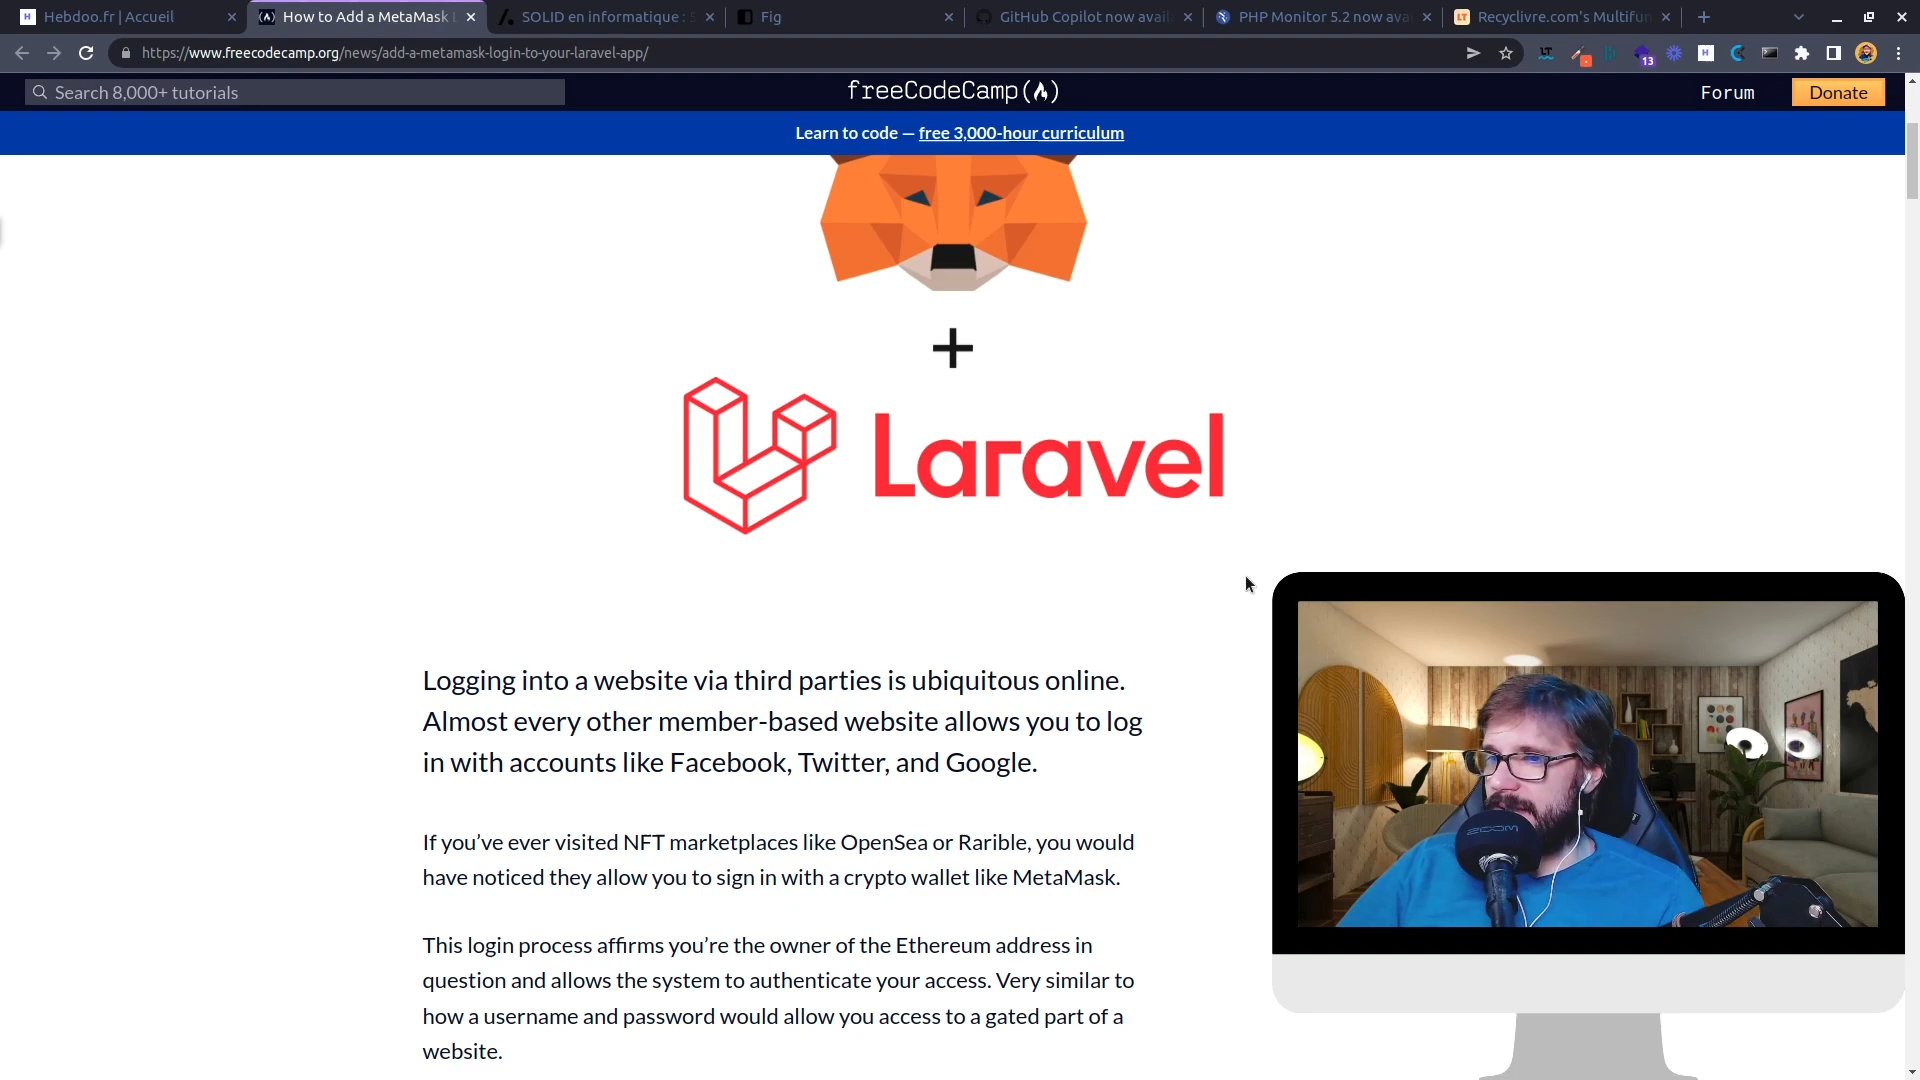 Hebdoo.fr | Accueil
How to Add a MetaMask L
SOLID en informatique : 5
Fig
GitHub Copilot now avail
PHP Monitor 5.2 now ava
Recyclivre.com's Multifun
https://www.freecodecamp.org/news/add-a-metamask-login-to-your-laravel-app/
13
Search 8,000+ tutorials
freeCodeCamp
Forum
Donate
Learn to code — free 3,000-hour curriculum
+
Laravel
Logging into a website via third parties is ubiquitous online.
Almost every other member-based website allows you to log
in with accounts like Facebook, Twitter, and Google.
If you’ve ever visited NFT marketplaces like OpenSea or Rarible, you would
have noticed they allow you to sign in with a crypto wallet like MetaMask.
This login process affirms you’re the owner of the Ethereum address in
question and allows the system to authenticate your access. Very similar to
how a username and password would allow you access to a gated part of a
website.
zoom